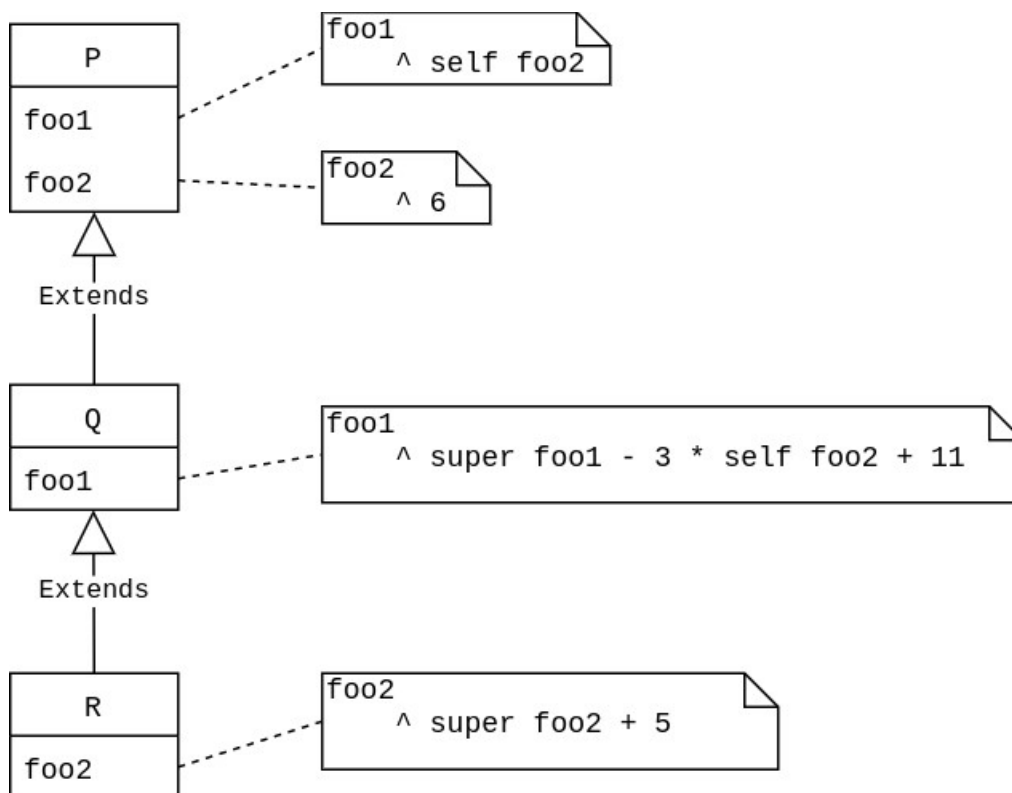 P
foo1
foo2
foo1
^ self foo2
foo2
^ 6
Extends
Q
foo1
foo1
^ super foo1 - 3 * self foo2 + 11
Extends
R
foo2
foo2
^ super foo2 + 5